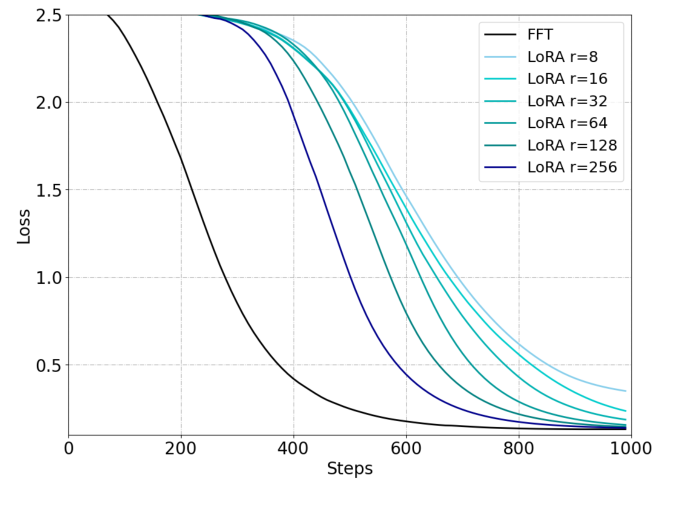 2.5
2.0
1.5
1.0
0.5
Loss
0 200 400 600 800 1000
Steps
FFT
LoRA r=8
LoRA r=16
LoRA r=32
LoRA r=64
LoRA r=128
LoRA r=256